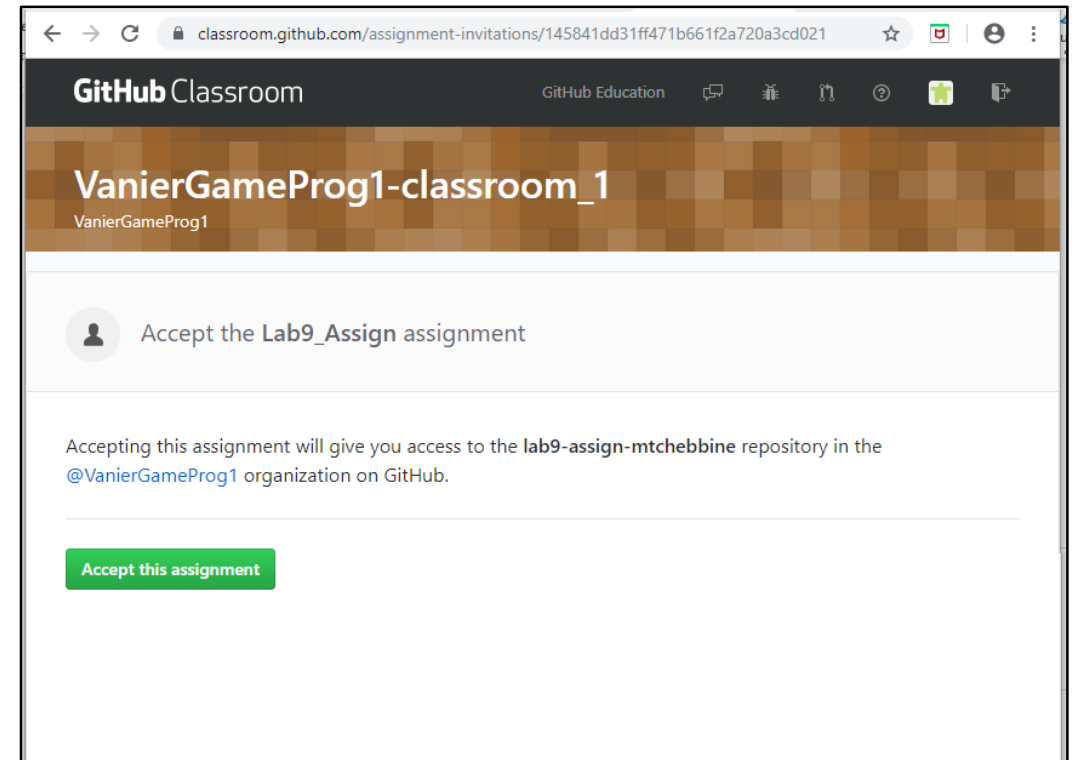 classroom.github.com/assignment-invitations/145841dd31ff471b661f2a720a3cd021
GitHub Classroom
GitHub Education
VanierGameProg1-classroom_1
VanierGameProg1
Accept the Lab9_Assign assignment
Accepting this assignment will give you access to the lab9-assign-mtchebbine repository in the
@VanierGameProg1 organization on GitHub.
Accept this assignment